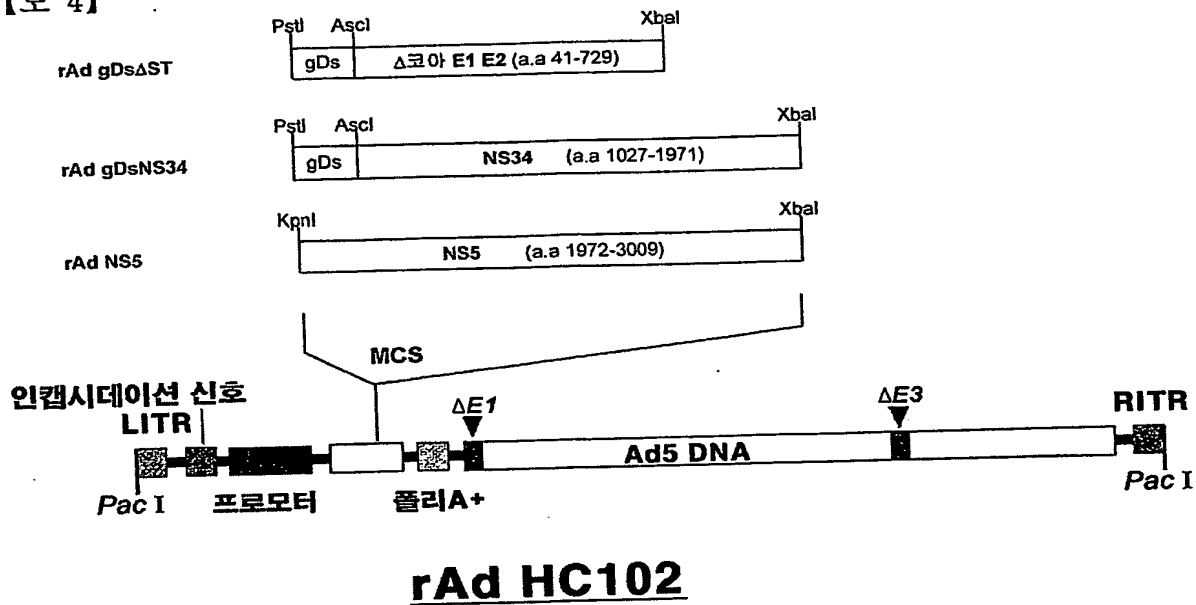 【도 4】
PstI AscI XbaI
rAd gDsΔST gDs Δ코아 E1 E2 (a.a 41-729)
PstI AscI XbaI
rAd gDsNS34 gDs NS34 (a.a 1027-1971)
KpnI XbaI
rAd NS5 NS5 (a.a 1972-3009)
MCS
인캡시데이션 신호
LITR ΔE1 ΔE3 RITR
Ad5 DNA
Pac I 프로모터 폴리A+ Pac I
rAd HC102